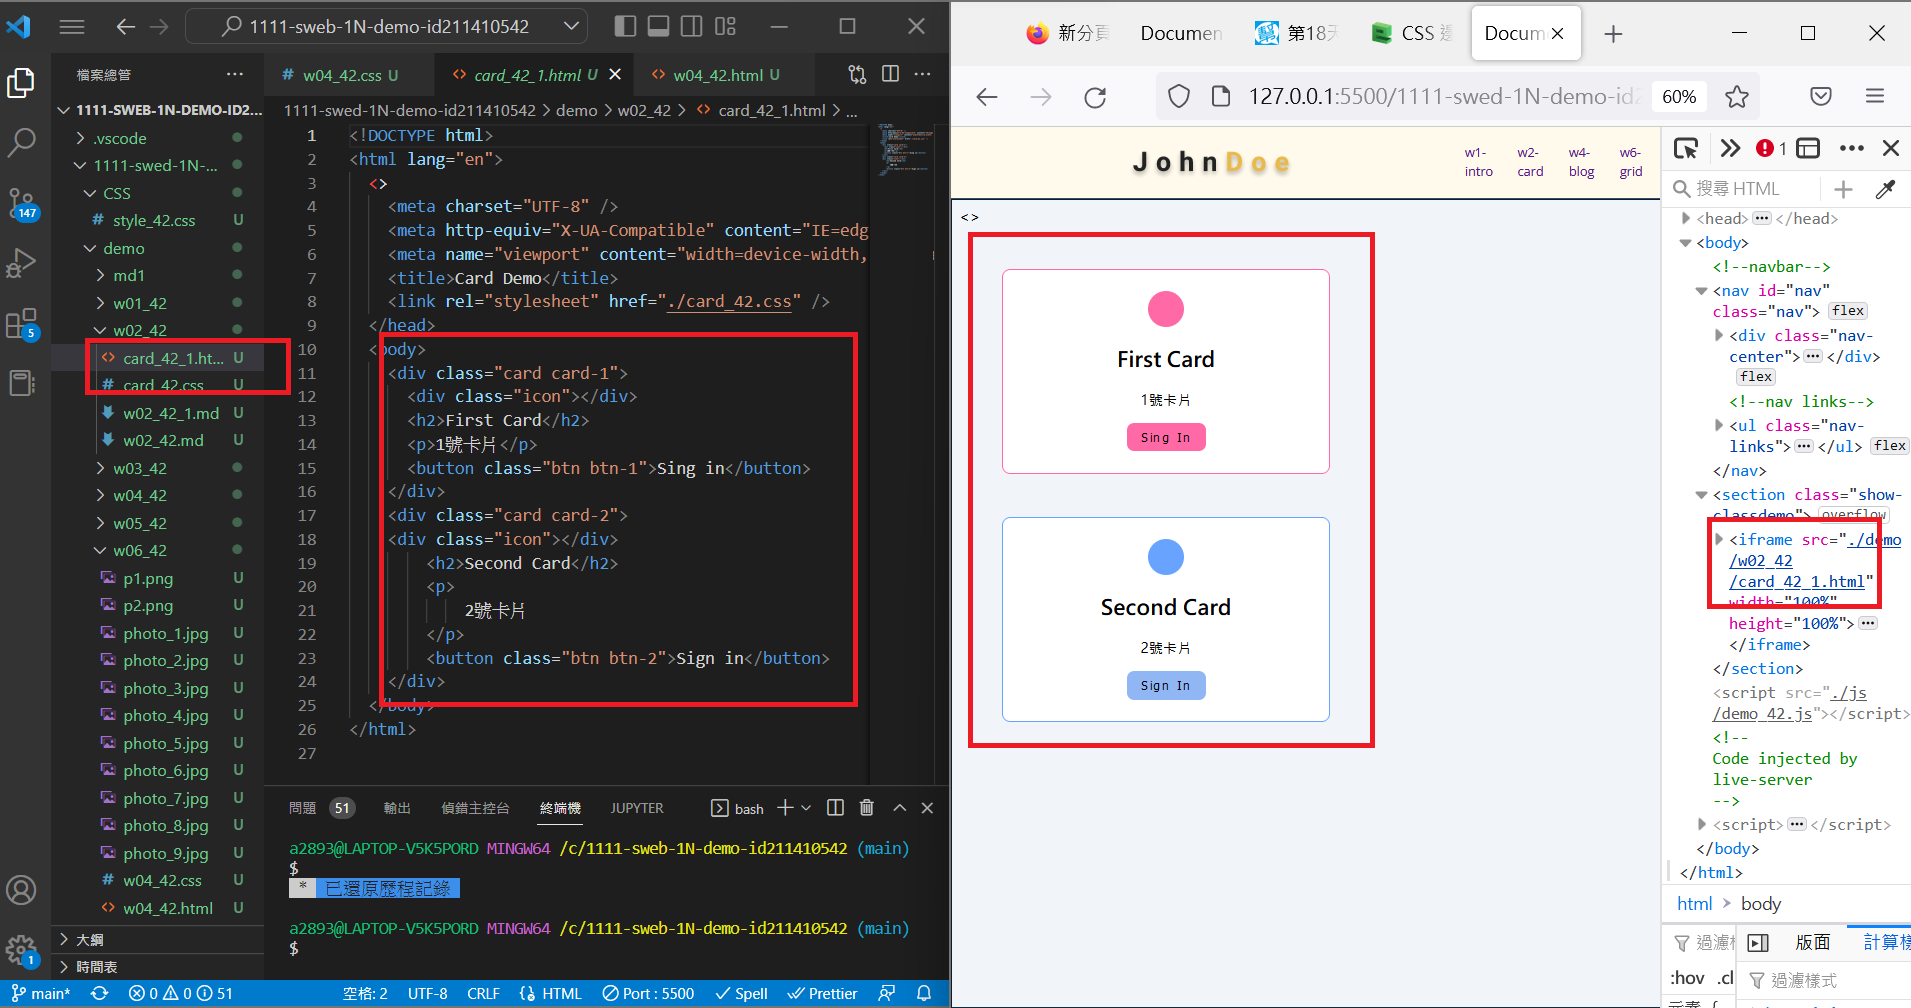 1111-sweb-1N-demo-id211410542
檔案總管
1111-SWEB-1N-DEMO-ID2...
.vscode
1111-swed-1N-...
CSS
# style_42.css U
demo
md1
w01_42
w02_42
<> card_42_1.ht... U
# card_42.css U
w02_42_1.md U
w02_42.md U
w03_42
w04_42
w05_42
w06_42
p1.png U
p2.png U
photo_1.jpg U
photo_2.jpg U
photo_3.jpg U
photo_4.jpg U
photo_5.jpg U
photo_6.jpg U
photo_7.jpg U
photo_8.jpg U
photo_9.jpg U
# w04_42.css U
<> w04_42.html U
大綱
時間表
147
5
1
# w04_42.css U
<> card_42_1.html U
<> w04_42.html U
1111-swed-1N-demo-id211410542 > demo > w02_42 > <> card_42_1.html > ...
1 <!DOCTYPE html>
2 <html lang="en">
3 <>
4 <meta charset="UTF-8" />
5 <meta http-equiv="X-UA-Compatible" content="IE=edg
6 <meta name="viewport" content="width=device-width,
7 <title>Card Demo</title>
8 <link rel="stylesheet" href="./card_42.css" />
9 </head>
10 <body>
11 <div class="card card-1">
12 <div class="icon"></div>
13 <h2>First Card</h2>
14 <p>1號卡片</p>
15 <button class="btn btn-1">Sing in</button>
16 </div>
17 <div class="card card-2">
18 <div class="icon"></div>
19 <h2>Second Card</h2>
20 <p>
21 2號卡片
22 </p>
23 <button class="btn btn-2">Sign in</button>
24 </div>
25 </body>
26 </html>
27
問題 51 輸出 偵錯主控台 終端機 JUPYTER bash
a2893@LAPTOP-V5K5PORD MINGW64 /c/1111-sweb-1N-demo-id211410542 (main)
$
* 已還原歷程記錄
a2893@LAPTOP-V5K5PORD MINGW64 /c/1111-sweb-1N-demo-id211410542 (main)
$
main* 0 0 51 空格: 2 UTF-8 CRLF HTML Port : 5500 Spell Prettier
新分頁 Documen 第18天 CSS Docum
127.0.0.1:5500/1111-swed-1N-demo-id2 60%
JohnDoe
w1-intro
w2-card
w4-blog
w6-grid
<>
First Card
1號卡片
Sing In
Second Card
2號卡片
Sign In
1
搜尋 HTML
<head> ••• </head>
<body>
<!--navbar-->
<nav id="nav"
class="nav"> flex
<div class="nav-
center"> ••• </div>
flex
<!--nav links-->
<ul class="nav-
links"> ••• </ul> flex
</nav>
<section class="show-
classdemo"> overflow
<iframe src="./demo
/w02_42
/card_42_1.html"
width="100%"
height="100%"> •••
</iframe>
</section>
<script src="./js
/demo_42.js"></script>
<!--
Code injected by
live-server
-->
<script> ••• </script>
</body>
</html>
html > body
版面
:hov .cl
過濾樣式